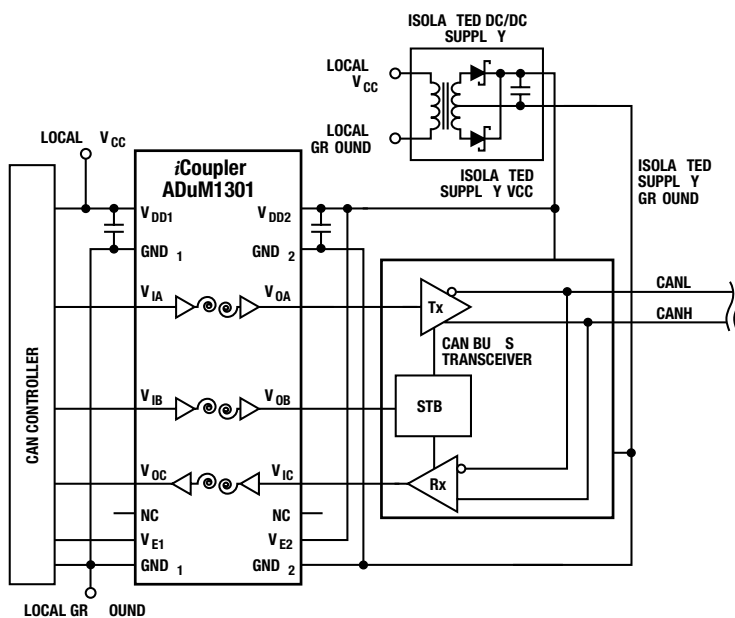 ISOLA TED DC/DC
SUPPL Y
LOCAL
V CC
LOCAL
GR OUND
ISOLA TED
SUPPL Y VCC
ISOLA TED
SUPPL Y
GR OUND
LOCAL V CC
iCoupler
ADuM1301
V DD1
V DD2
GND 1
GND 2
V IA
V OA
Tx
CANL
CANH
CAN BU S
TRANSCEIVER
CAN CONTROLLER
V IB
V OB
STB
V OC
V IC
Rx
NC
NC
V E1
V E2
GND 1
GND 2
LOCAL GR OUND